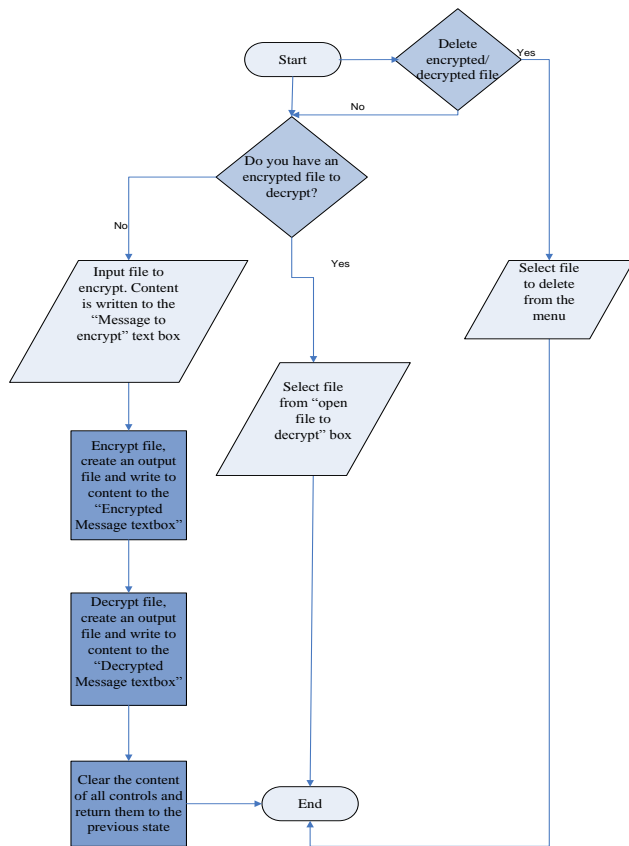 Start
Delete
encrypted/
decrypted file
Yes
No
Do you have an
encrypted file to
decrypt?
No
Yes
Input file to
encrypt. Content
is written to the
“Message to
encrypt” text box
Select file
to delete
from the
menu
Select file
from “open
file to
decrypt” box
Encrypt file,
create an output
file and write to
content to the
“Encrypted
Message textbox”
Decrypt file,
create an output
file and write to
content to the
“Decrypted
Message textbox”
Clear the content
of all controls and
return them to the
previous state
End